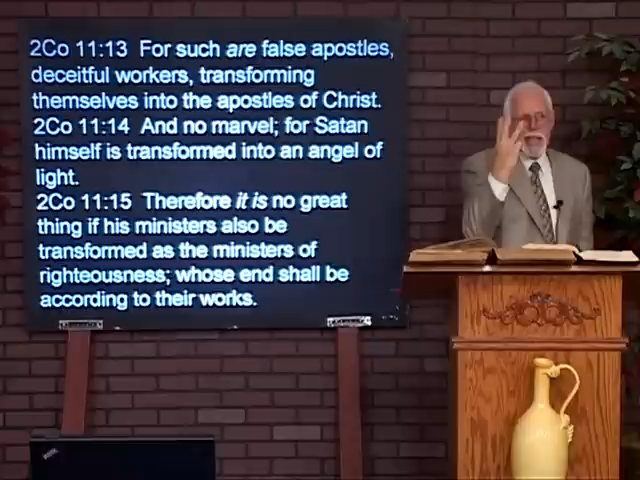 2Co 11:13 For such are false apostles,
deceitful workers, transforming
themselves into the apostles of Christ.
2Co 11:14 And no marvel; for Satan
himself is transformed into an angel of
light.
2Co 11:15 Therefore it is no great
thing if his ministers also be
transformed as the ministers of
righteousness; whose end shall be
according to their works.